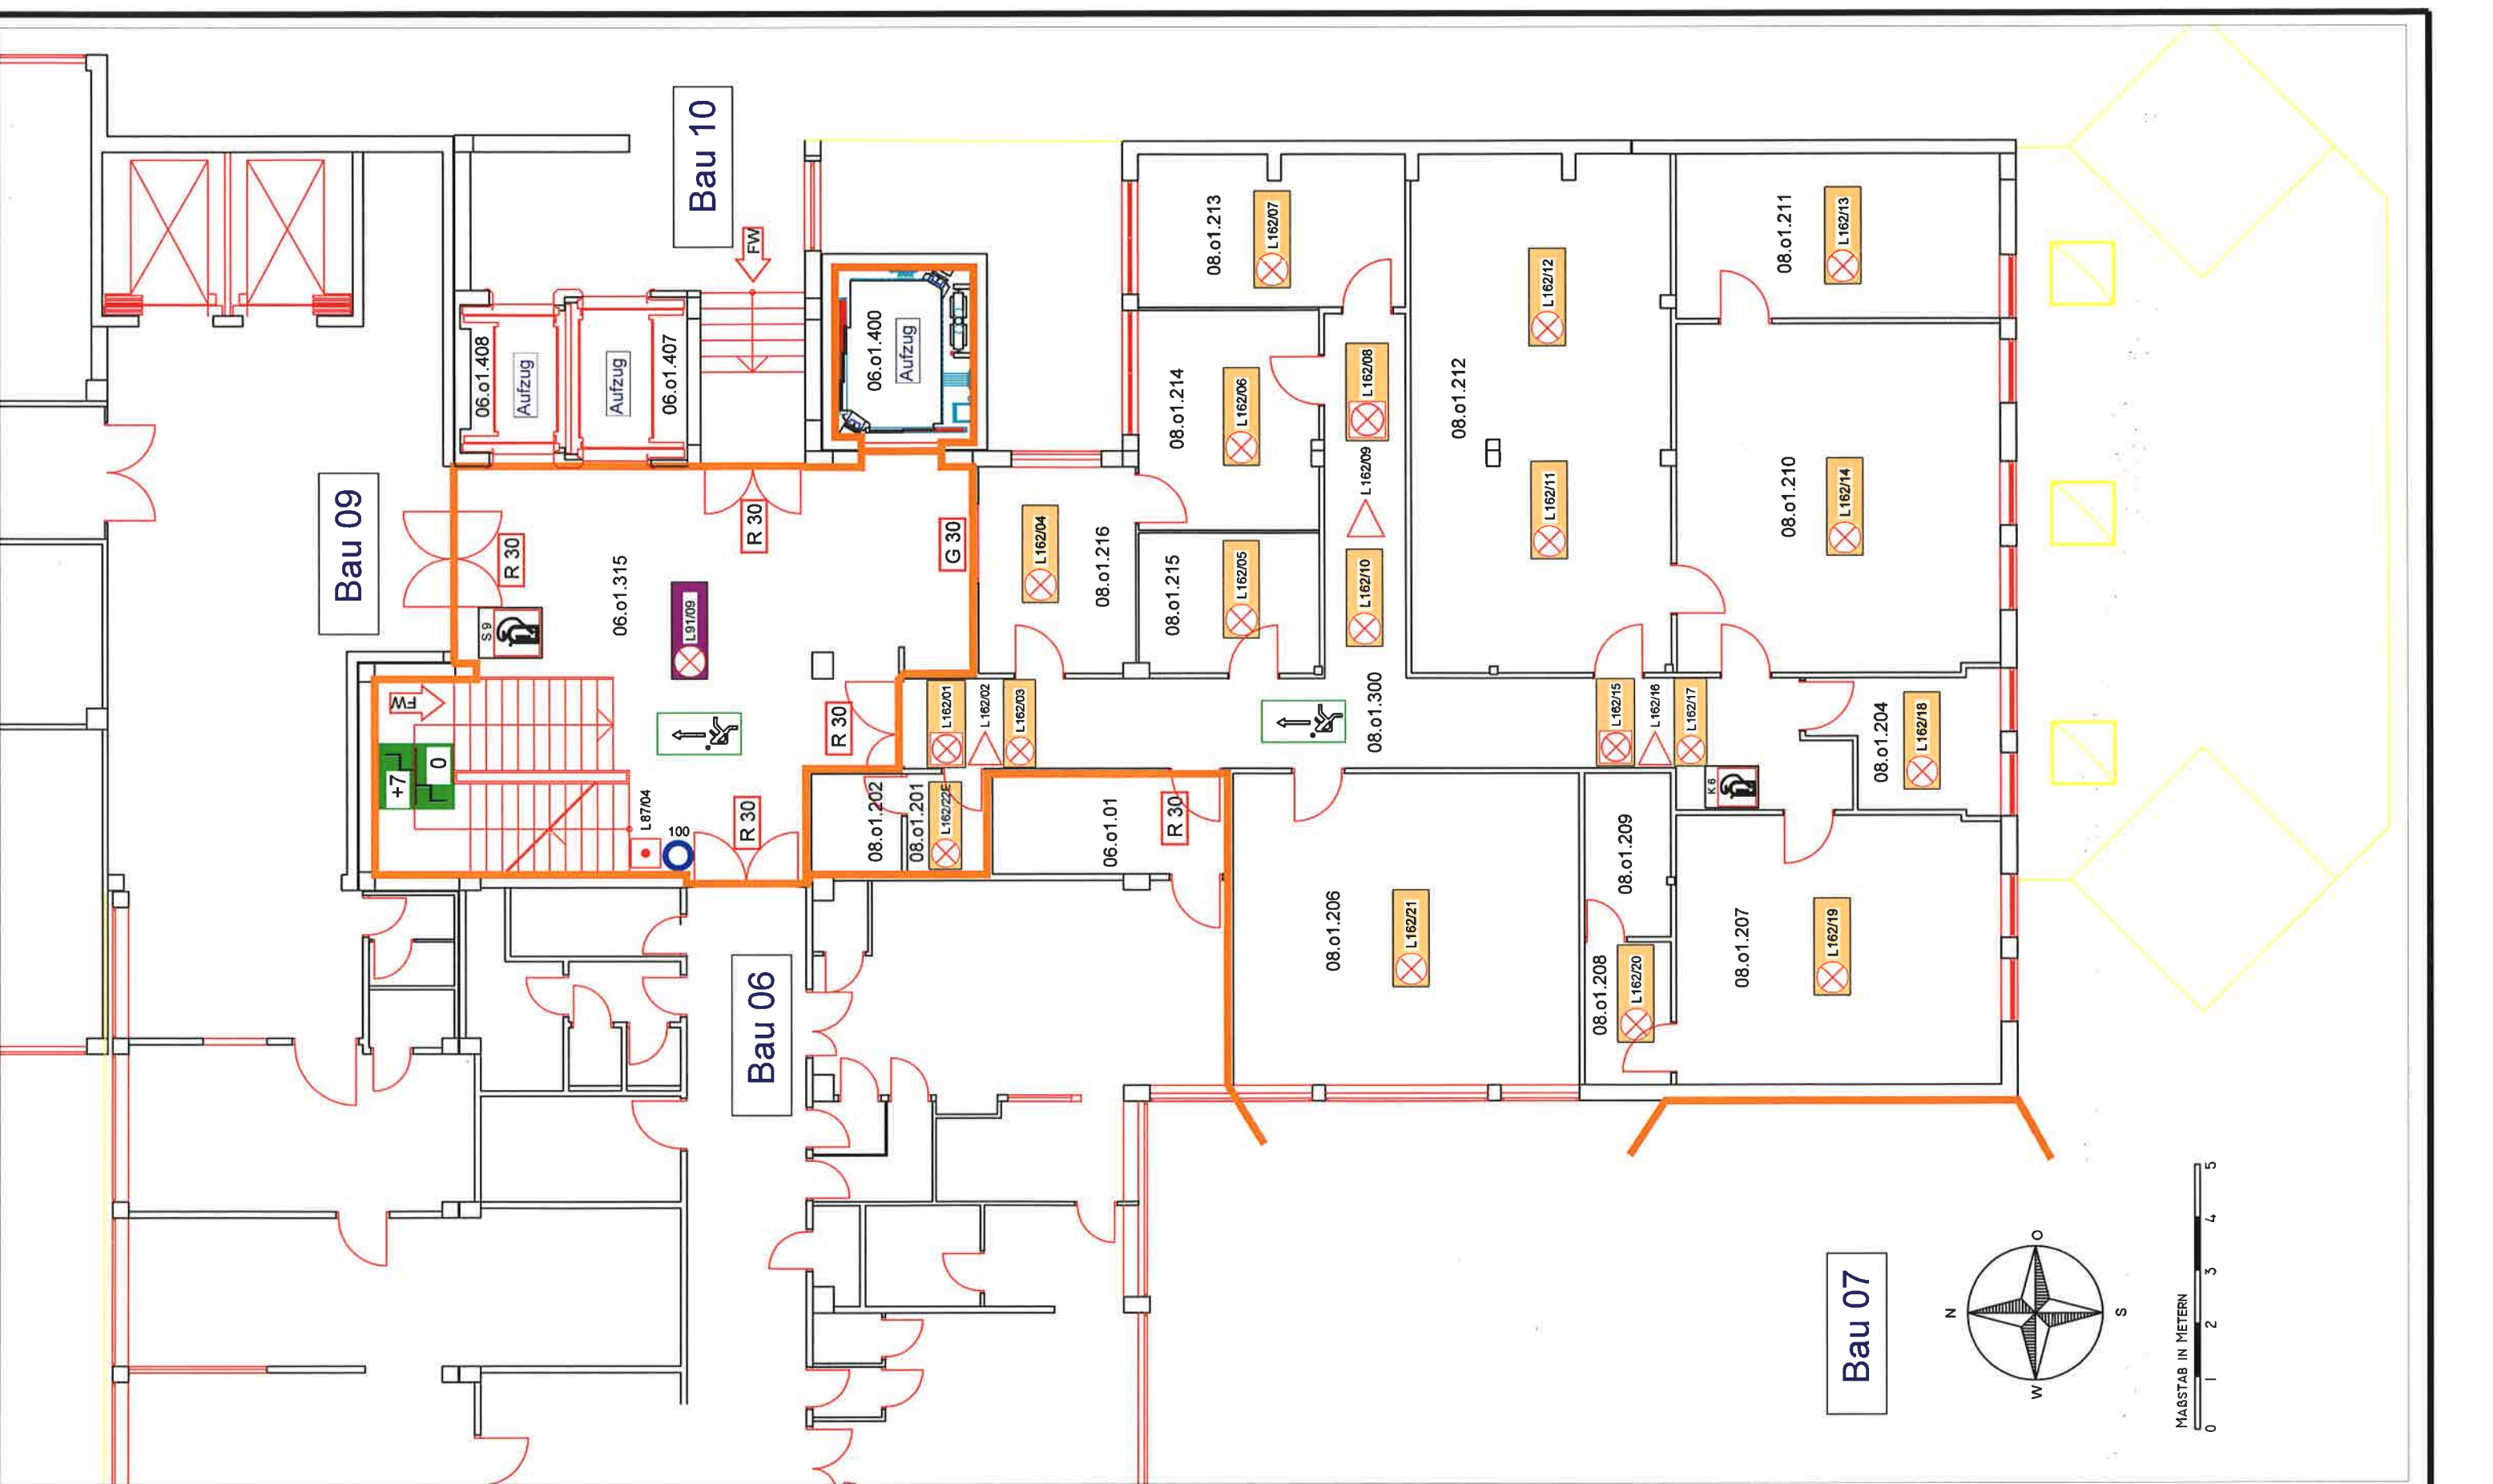 Bau 10
FW
Bau 09
06.o1.408
Aufzug
Aufzug
06.o1.407
06.o1.400
Aufzug
R 30
R 30
G 30
S 9
06.o1.315
L91/09
FW
+7
0
L87/04
100
R 30
R 30
08.o1.202
08.o1.201
L162/22E
06.o1.01
R 30
L162/01
L162/02
L162/03
L162/04
08.o1.216
08.o1.213
L162/07
08.o1.214
L162/06
08.o1.215
L162/05
L162/08
L162/09
L162/10
08.o1.300
08.o1.212
L162/12
L162/11
08.o1.211
L162/13
08.o1.210
L162/14
L162/15
L162/16
L162/17
K 6
08.o1.204
L162/18
08.o1.206
L162/21
08.o1.209
08.o1.208
L162/20
08.o1.207
L162/19
Bau 06
Bau 07
N
O
S
W
MAßSTAB IN METERN
0 1 2 3 4 5